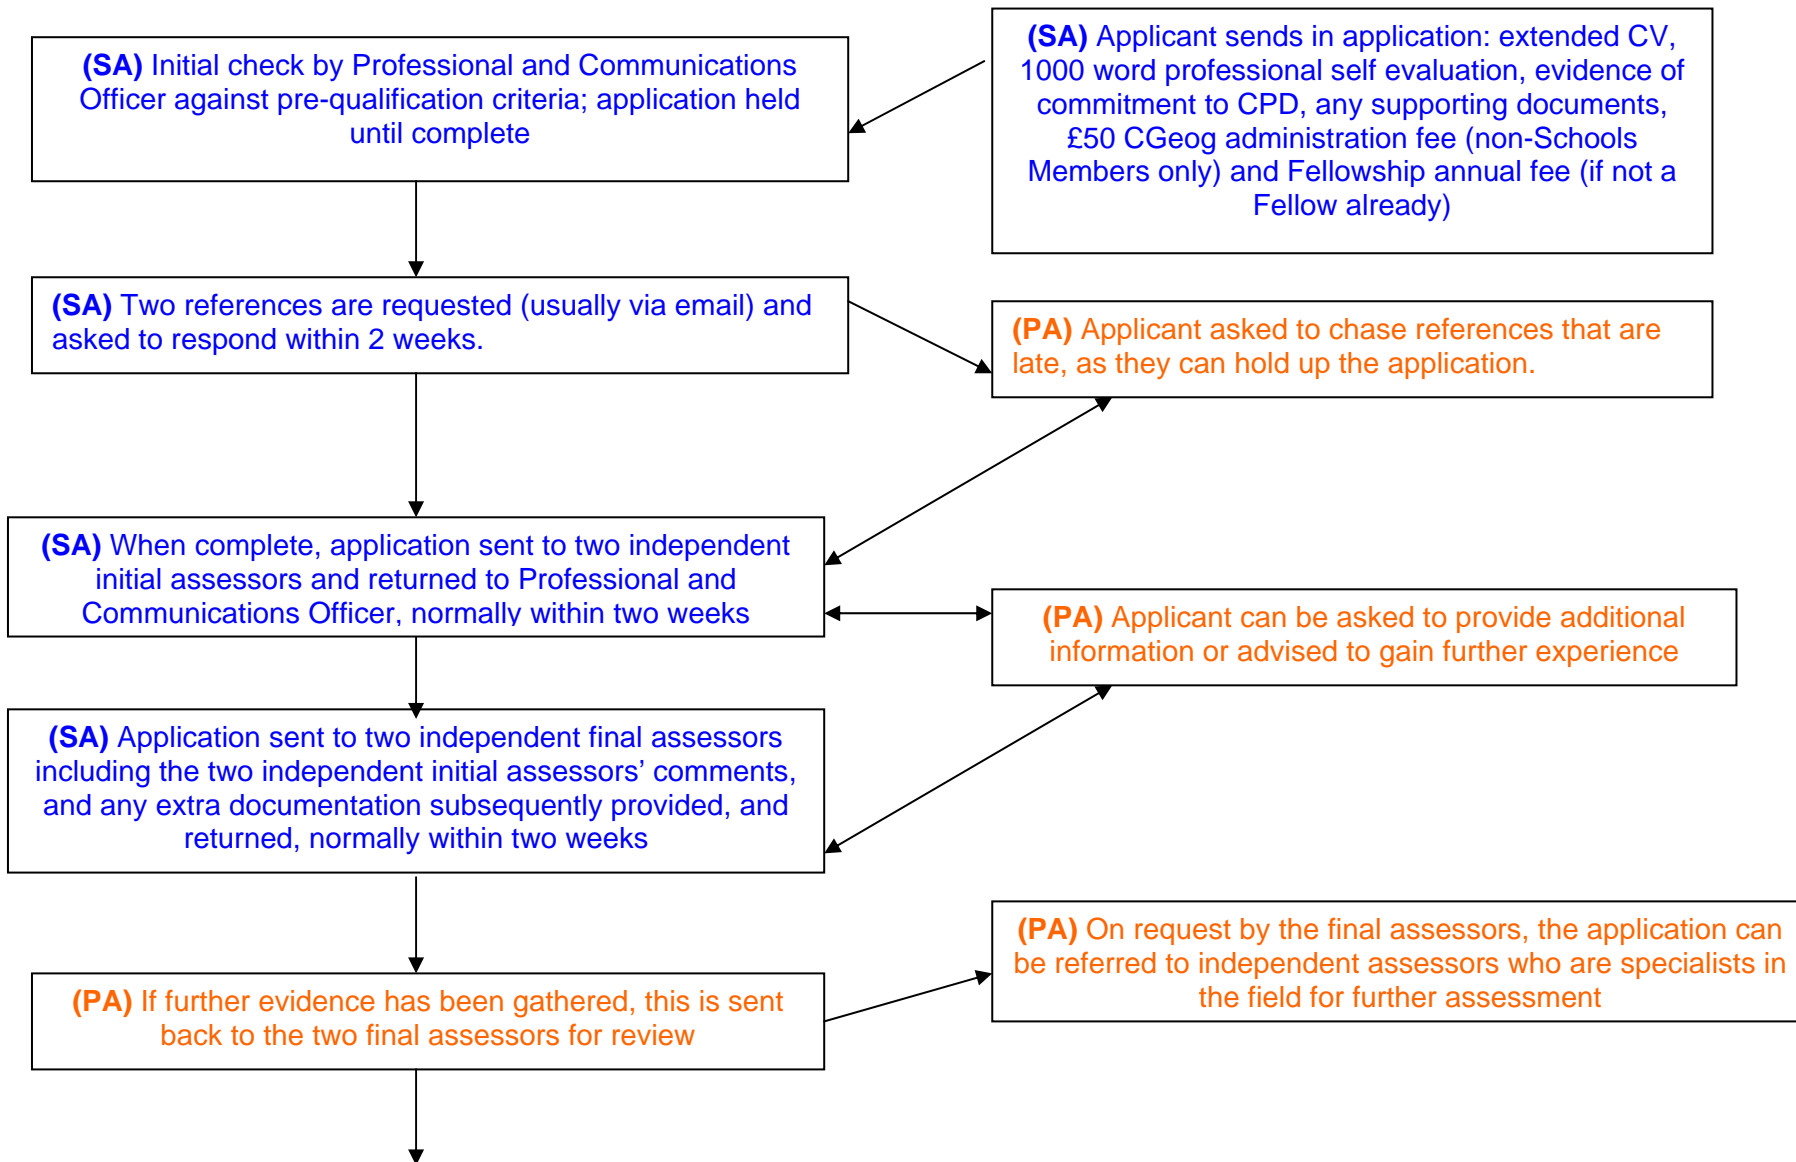 (SA) Applicant sends in application: extended CV,
1000 word professional self evaluation, evidence of
commitment to CPD, any supporting documents,
£50 CGeog administration fee (non-Schools
Members only) and Fellowship annual fee (if not a
Fellow already)
(SA) Initial check by Professional and Communications
Officer against pre-qualification criteria; application held
until complete
(SA) Two references are requested (usually via email) and
asked to respond within 2 weeks.
(PA) Applicant asked to chase references that are
late, as they can hold up the application.
(SA) When complete, application sent to two independent
initial assessors and returned to Professional and
Communications Officer, normally within two weeks
(PA) Applicant can be asked to provide additional
information or advised to gain further experience
(SA) Application sent to two independent final assessors
including the two independent initial assessors’ comments,
and any extra documentation subsequently provided, and
returned, normally within two weeks
(PA) If further evidence has been gathered, this is sent
back to the two final assessors for review
(PA) On request by the final assessors, the application can
be referred to independent assessors who are specialists in
the field for further assessment